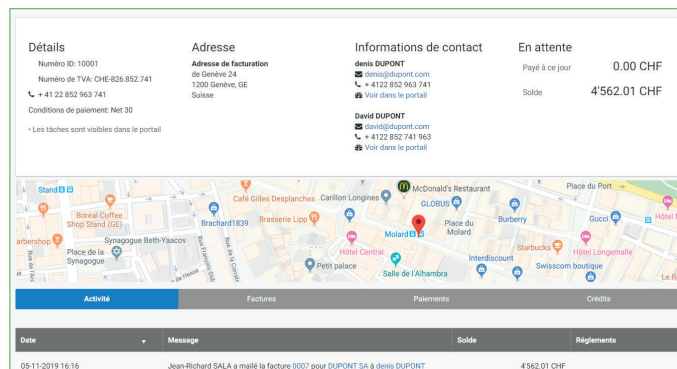 Détails
Numéro ID: 10001
Numéro de TVA: CHE-826.852.741
+ 41 22 852 963 741
Conditions de paiement: Net 30
• Les tâches sont visibles dans le portail
Adresse
Adresse de facturation
de Genève 24
1200 Genève, GE
Suisse
Informations de contact
denis DUPONT
denis@dupont.com
+ 4122 852 963 741
Voir dans le portail
David DUPONT
david@dupont.com
+ 4122 852 741 963
Voir dans le portail
En attente
Payé à ce jour 0.00 CHF
Solde 4'562.01 CHF
Stand
Boréal Coffee
Shop Stand (GE)
arbershop
Place de la
Synagogue
Synagogue Beth-Yaacov
Brachard1839
Café Gilles Desplanches
Brasserie Lipp
Carillon Longines
McDonald's Restaurant
GLOBUS
Molard
Place du
Molard
Hôtel Central
Petit palace
Salle de l'Alhambra
Burberry
Place du Port
Gucci
Hôtel
Starbucks
Hôtel Longemalle
Interdiscount
Swisscom boutique
Le R
de Hesse
Activité Factures Paiements Crédits
Date Message Solde Réglements
05-11-2019 16:16 Jean-Richard SALA a mailé la facture 0007 pour DUPONT SA à denis DUPONT 4'562.01 CHF